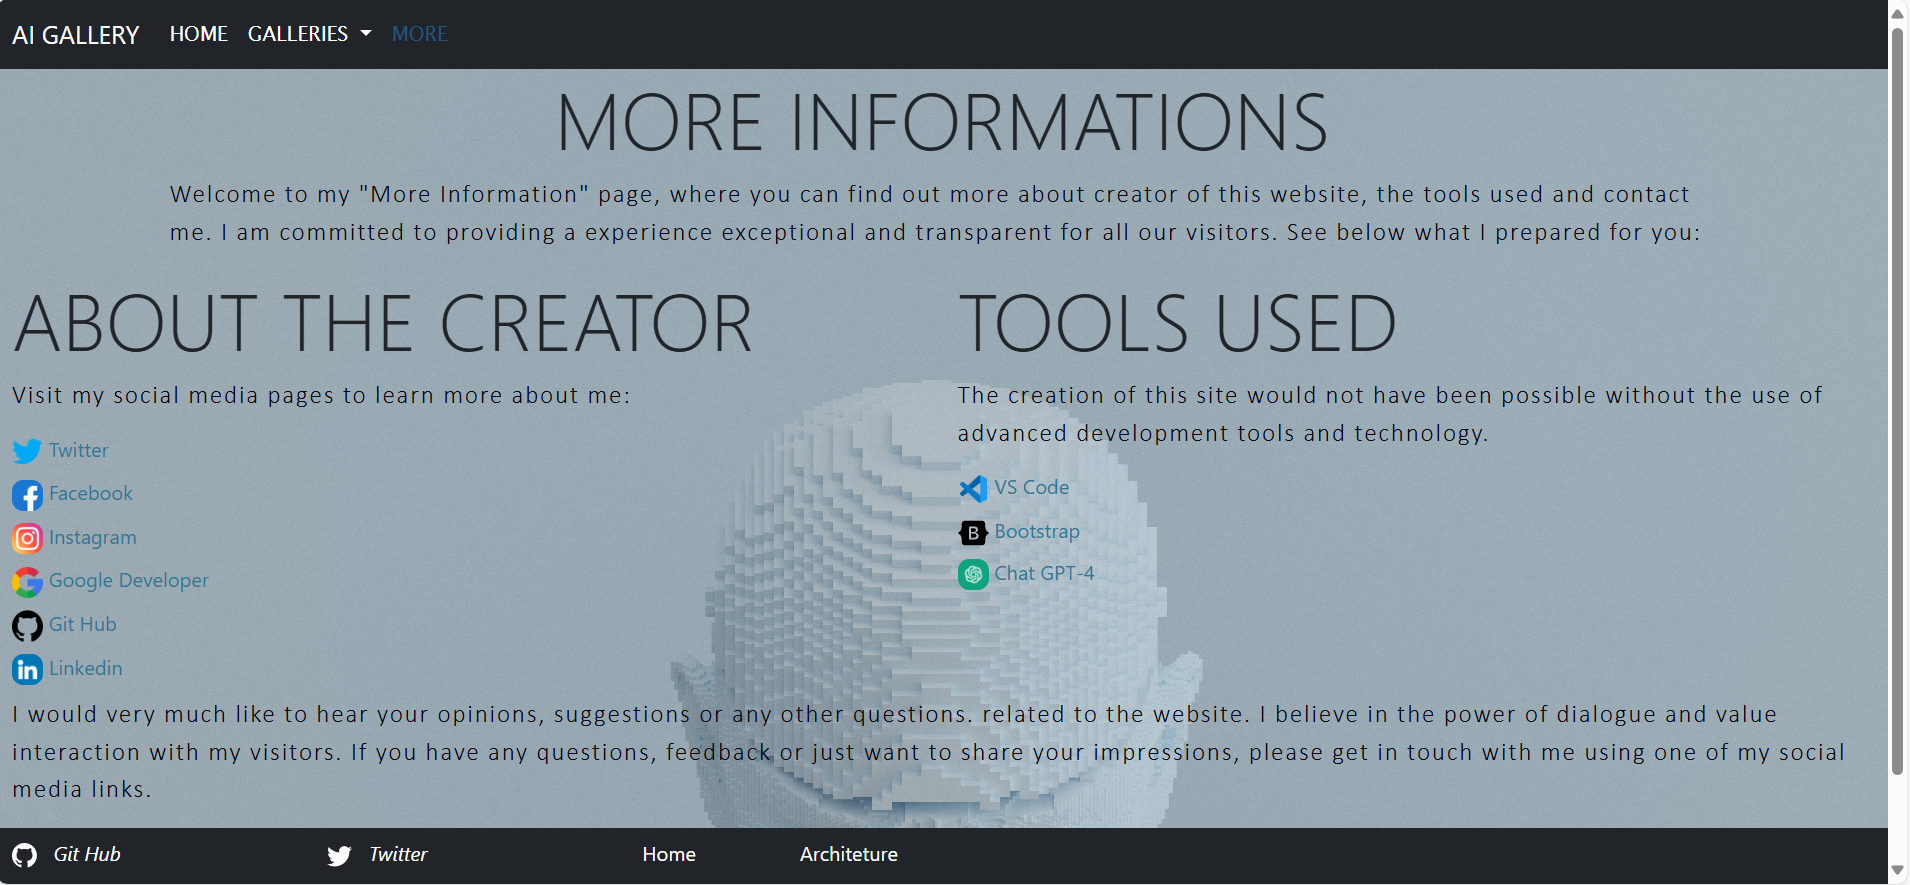 AI GALLERY HOME GALLERIES MORE
MORE INFORMATIONS
Welcome to my "More Information" page, where you can find out more about creator of this website, the tools used and contact
me. I am committed to providing a experience exceptional and transparent for all our visitors. See below what I prepared for you:
ABOUT THE CREATOR
Visit my social media pages to learn more about me:
Twitter
Facebook
Instagram
Google Developer
Git Hub
Linkedin
TOOLS USED
The creation of this site would not have been possible without the use of
advanced development tools and technology.
VS Code
B Bootstrap
Chat GPT-4
I would very much like to hear your opinions, suggestions or any other questions. related to the website. I believe in the power of dialogue and value
interaction with my visitors. If you have any questions, feedback or just want to share your impressions, please get in touch with me using one of my social
media links.
Git Hub Twitter Home Architeture